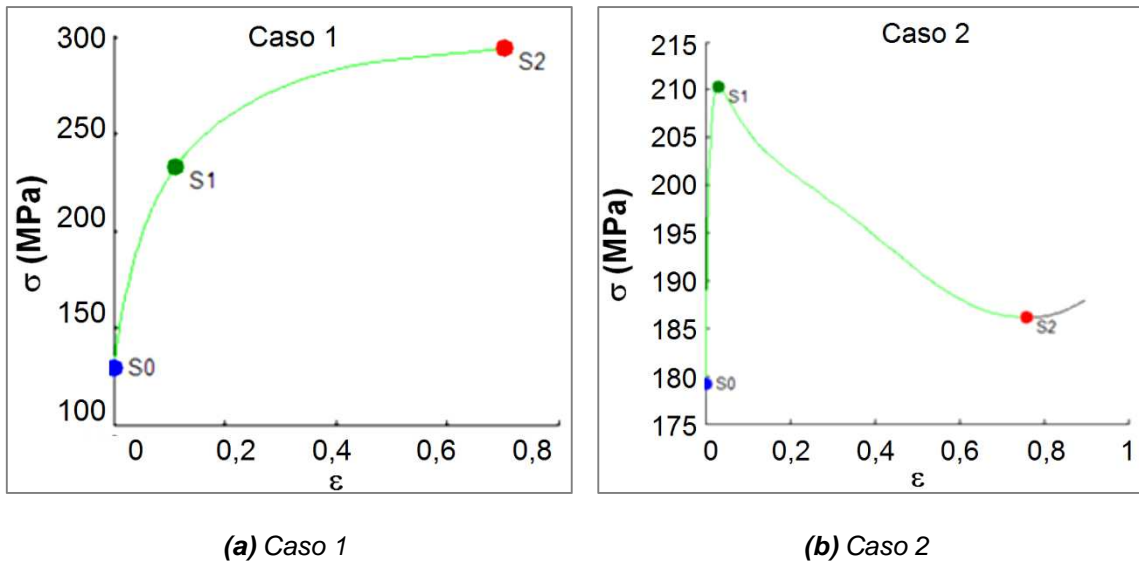 Caso 1
300
250
200
150
100
σ (MPa)
S0
S1
S2
0 0,2 0,4 0,6 0,8
ε
Caso 2
215
210
205
200
195
190
185
180
175
σ (MPa)
S1
S2
S0
0 0,2 0,4 0,6 0,8 1
ε
(a) Caso 1
(b) Caso 2